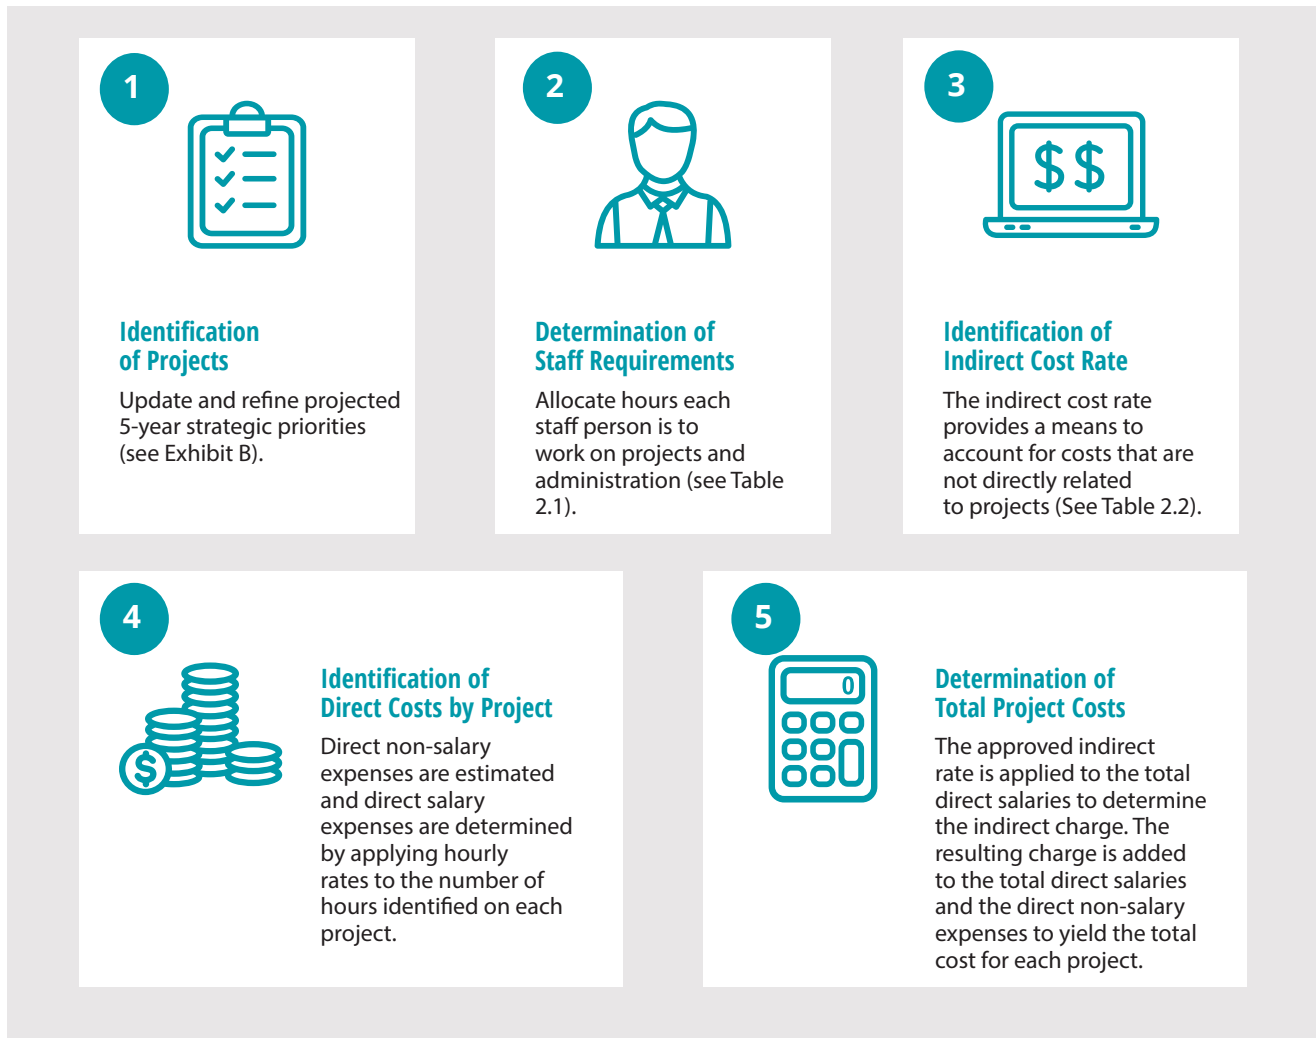 1
Identification
of Projects
Update and refine projected
5-year strategic priorities
(see Exhibit B).
2
Determination of
Staff Requirements
Allocate hours each
staff person is to
work on projects and
administration (see Table
2.1).
3
$$
Identification of
Indirect Cost Rate
The indirect cost rate
provides a means to
account for costs that are
not directly related
to projects (See Table 2.2).
4
$
Identification of
Direct Costs by Project
Direct non-salary
expenses are estimated
and direct salary
expenses are determined
by applying hourly
rates to the number of
hours identified on each
project.
5
0
Determination of
Total Project Costs
The approved indirect
rate is applied to the total
direct salaries to determine
the indirect charge. The
resulting charge is added
to the total direct salaries
and the direct non-salary
expenses to yield the total
cost for each project.